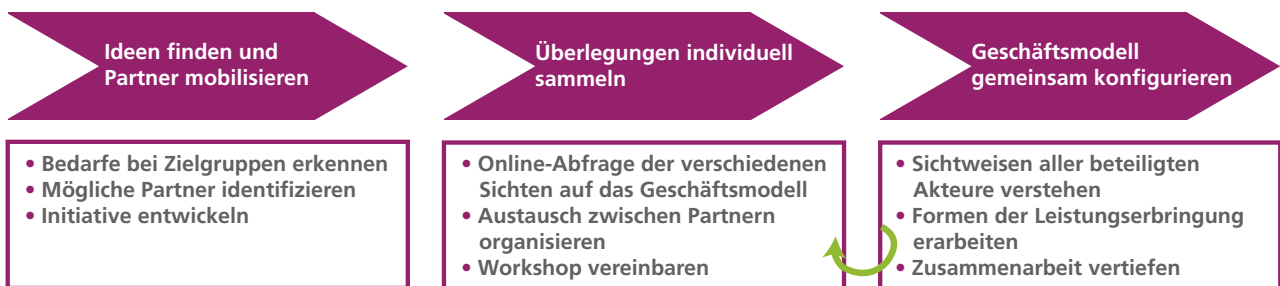 Ideen finden und
Partner mobilisieren
• Bedarfe bei Zielgruppen erkennen
• Mögliche Partner identifizieren
• Initiative entwickeln
Überlegungen individuell
sammeln
• Online-Abfrage der verschiedenen
Sichten auf das Geschäftsmodell
• Austausch zwischen Partnern
organisieren
• Workshop vereinbaren
Geschäftsmodell
gemeinsam konfigurieren
• Sichtweisen aller beteiligten
Akteure verstehen
• Formen der Leistungserbringung
erarbeiten
• Zusammenarbeit vertiefen